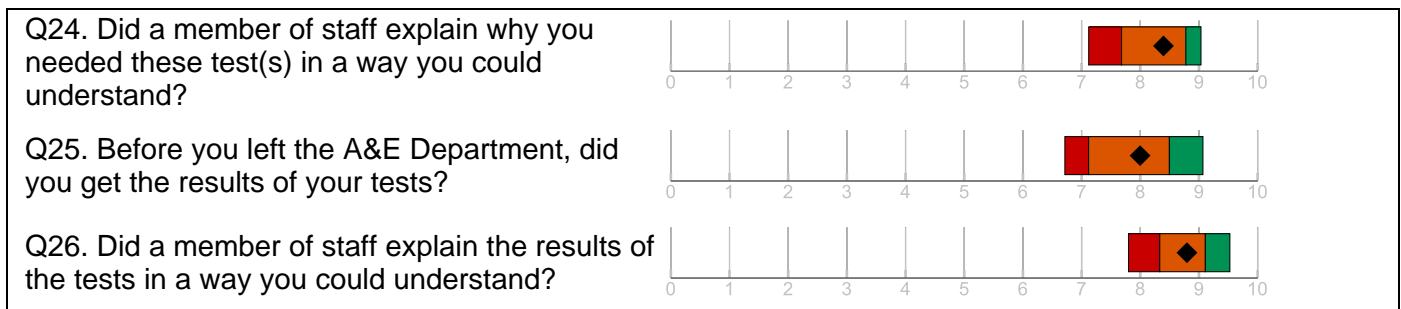 Q24. Did a member of staff explain why you
needed these test(s) in a way you could
understand?
0 1 2 3 4 5 6 7 8 9 10
Q25. Before you left the A&E Department, did
you get the results of your tests?
0 1 2 3 4 5 6 7 8 9 10
Q26. Did a member of staff explain the results of
the tests in a way you could understand?
0 1 2 3 4 5 6 7 8 9 10